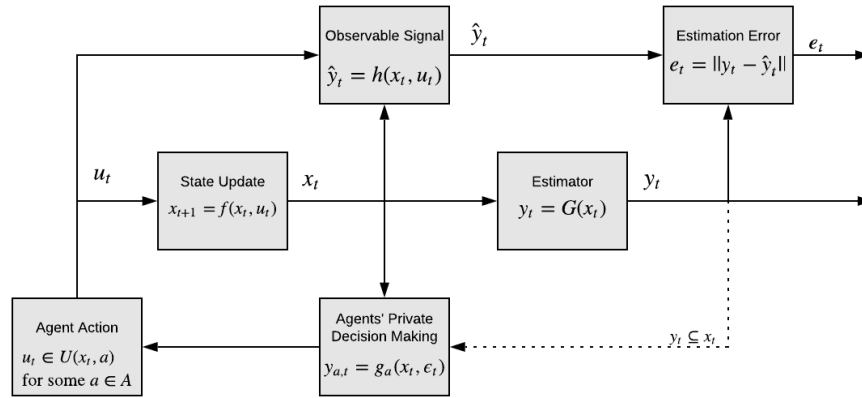 Observable Signal
ŷ_t = h(x_t, u_t)
ŷ_t
Estimation Error
e_t = ||y_t − ŷ_t||
e_t
u_t
State Update
x_{t+1} = f(x_t, u_t)
x_t
Estimator
y_t = G(x_t)
y_t
Agent Action
u_t ∈ U(x_t, a)
for some a ∈ A
Agents' Private
Decision Making
y_{a,t} = g_a(x_t, ϵ_t)
y_t ⊆ x_t